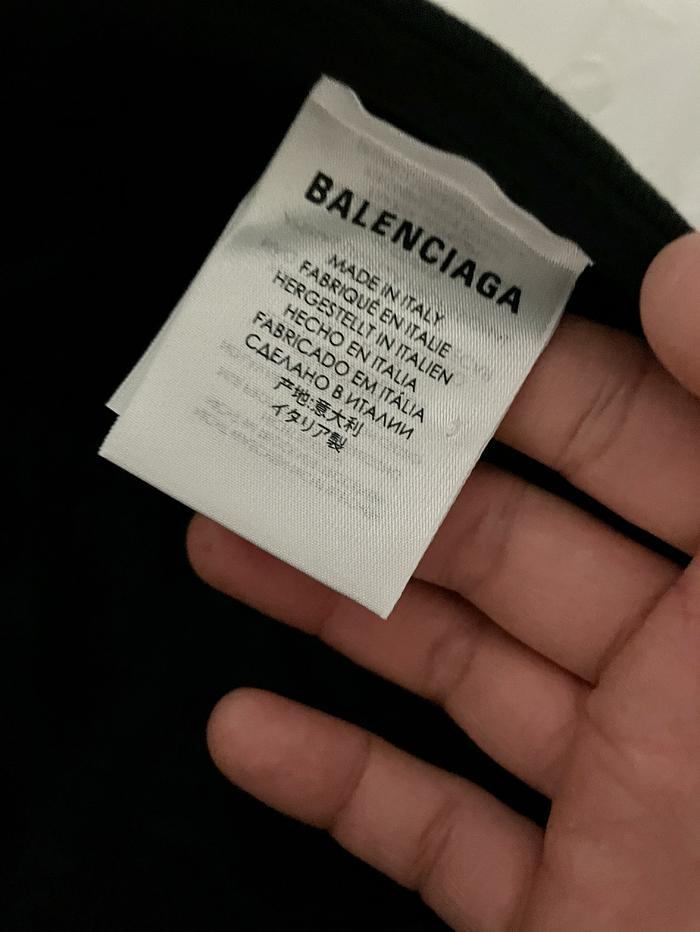 BALENCIAGA
MADE IN ITALY
FABRIQUÉ EN ITALIE
HERGESTELLT IN ITALIEN
HECHO EN ITALIA
FABRICADO EM ITÁLIA
СДЕЛАНО В ИТАЛИИ
产地:意大利
イタリア製